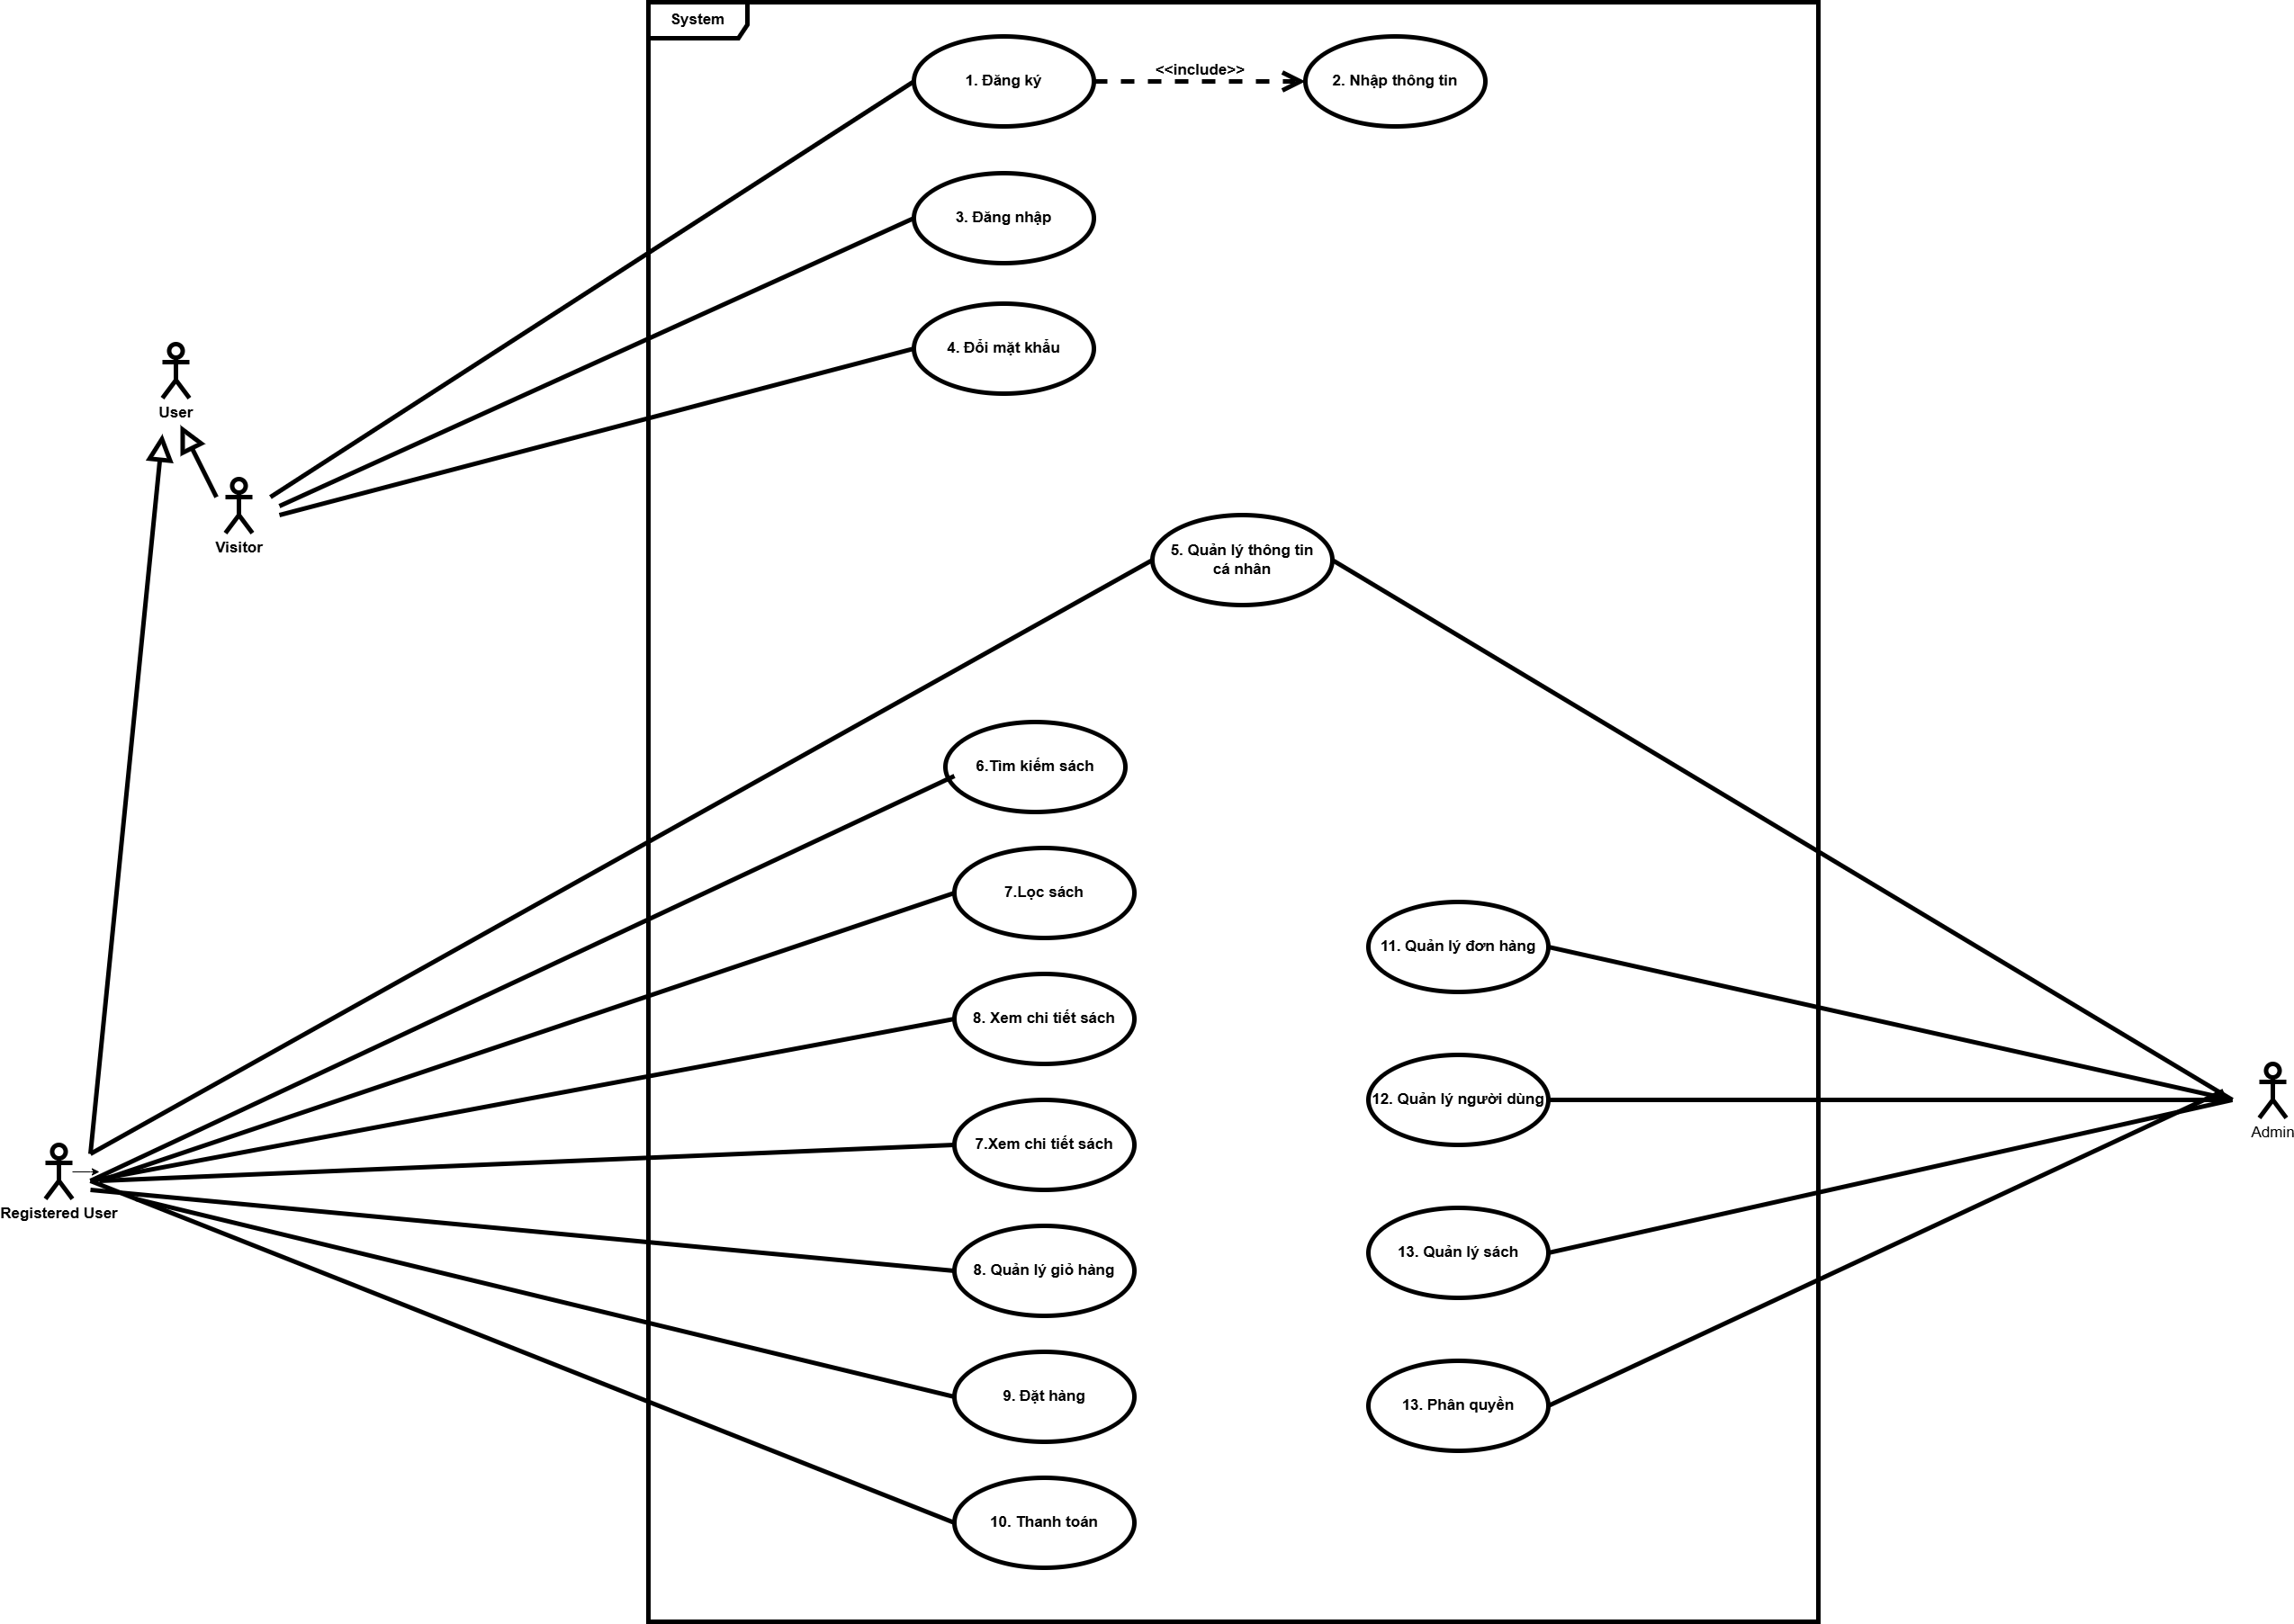 System
1. Đăng ký
<<include>>
2. Nhập thông tin
3. Đăng nhập
4. Đổi mặt khẩu
User
Visitor
5. Quản lý thông tin
cá nhân
6.Tìm kiếm sách
7.Lọc sách
11. Quản lý đơn hàng
8. Xem chi tiết sách
12. Quản lý người dùng
Admin
7.Xem chi tiết sách
Registered User
13. Quản lý sách
8. Quản lý giỏ hàng
9. Đặt hàng
13. Phân quyền
10. Thanh toán